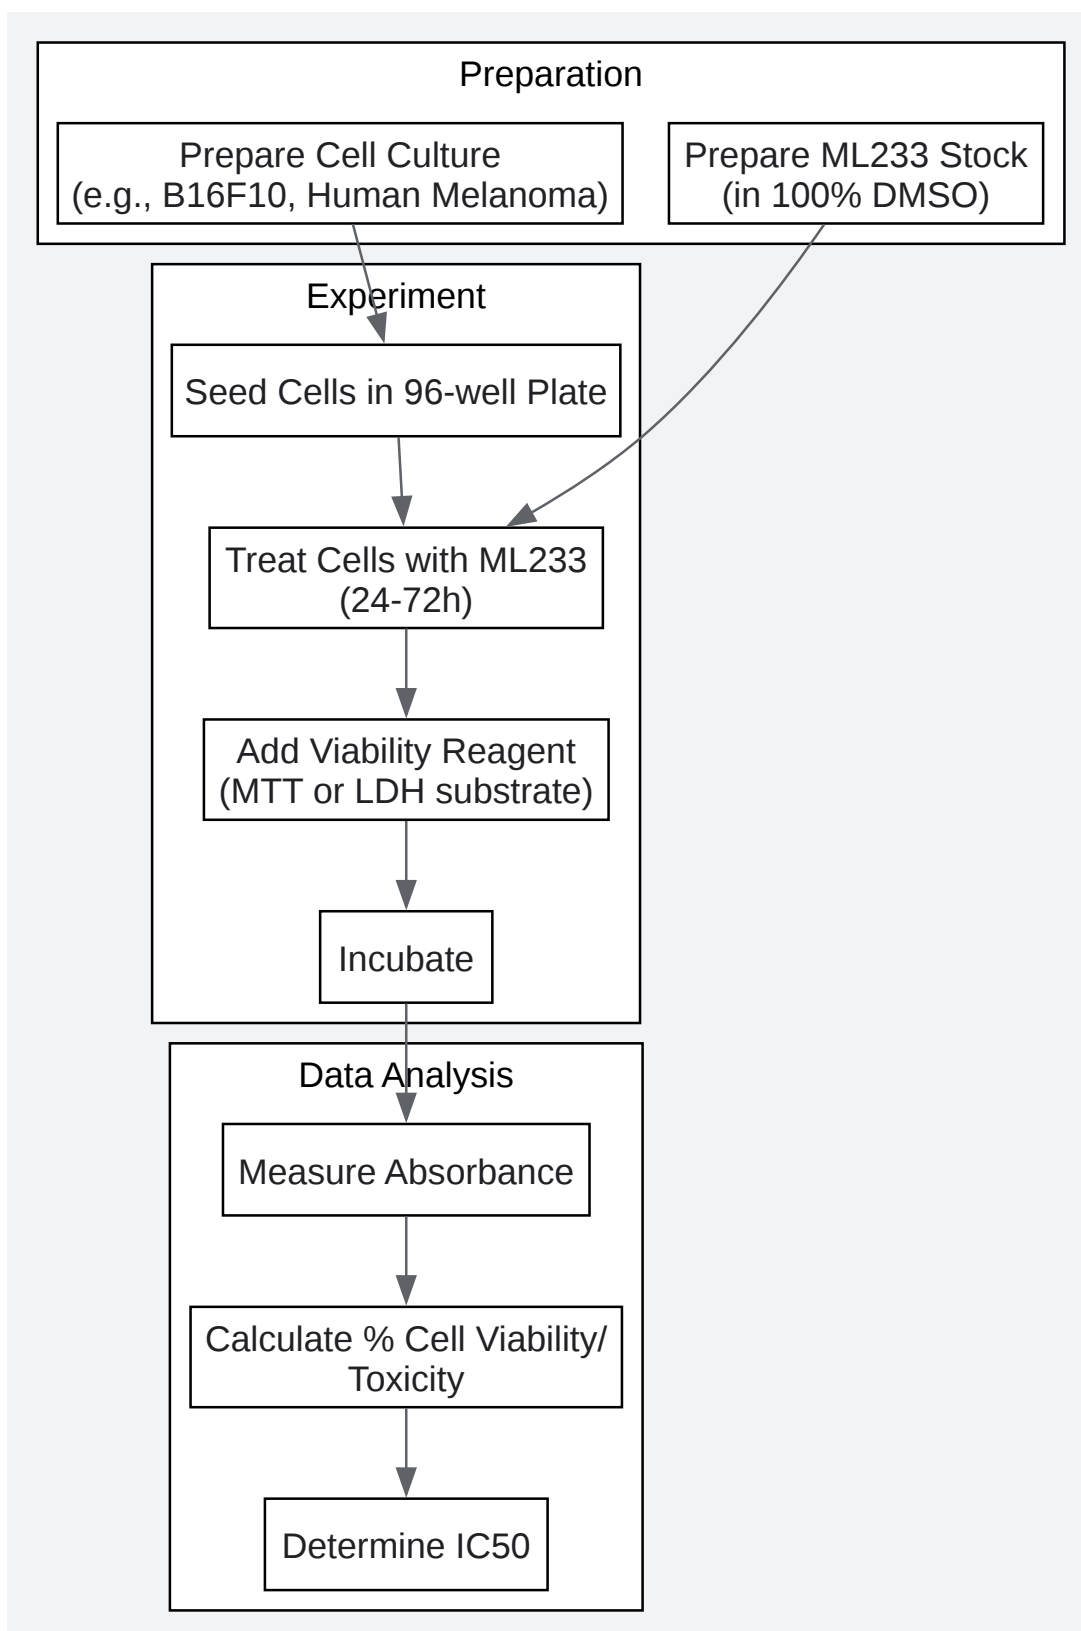 Preparation
Prepare Cell Culture
(e.g., B16F10, Human Melanoma)
Prepare ML233 Stock
(in 100% DMSO)
Experiment
Seed Cells in 96-well Plate
Treat Cells with ML233
(24-72h)
Add Viability Reagent
(MTT or LDH substrate)
Incubate
Data Analysis
Measure Absorbance
Calculate % Cell Viability/
Toxicity
Determine IC50